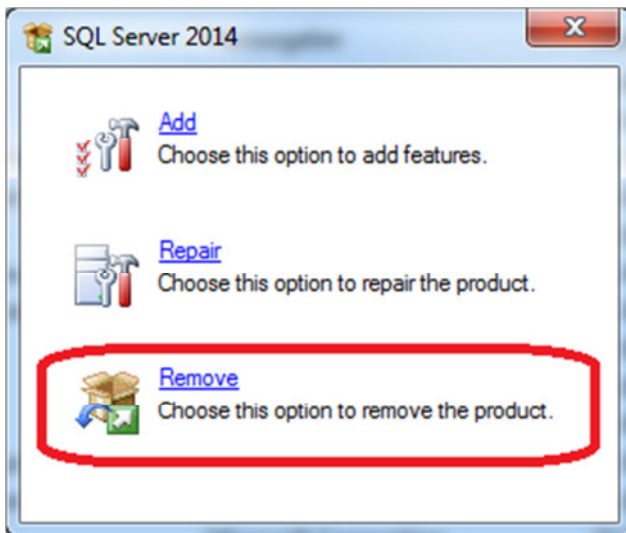 SQL Server 2014
Add
Choose this option to add features.
Repair
Choose this option to repair the product.
Remove
Choose this option to remove the product.